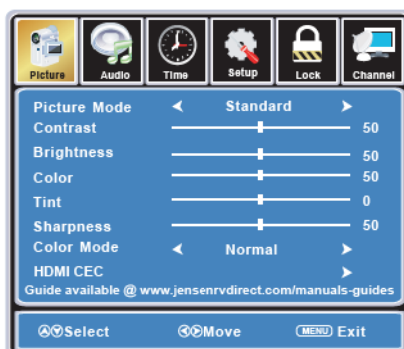 Picture Audio Time Setup Lock Channel
Picture Mode Standard
Contrast 50
Brightness 50
Color 50
Tint 0
Sharpness 50
Color Mode Normal
HDMI CEC
Guide available @ www.jensenrvdirect.com/manuals-guides
Select Move MENU Exit